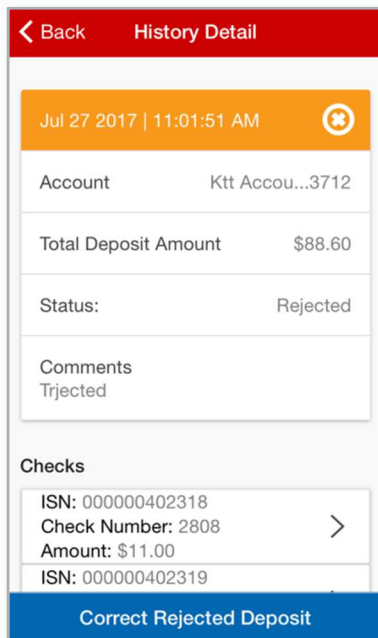 Back History Detail
Jul 27 2017 | 11:01:51 AM
Account Ktt Accou...3712
Total Deposit Amount $88.60
Status: Rejected
Comments
Trjected
Checks
ISN: 000000402318
Check Number: 2808
Amount: $11.00
ISN: 000000402319
Correct Rejected Deposit